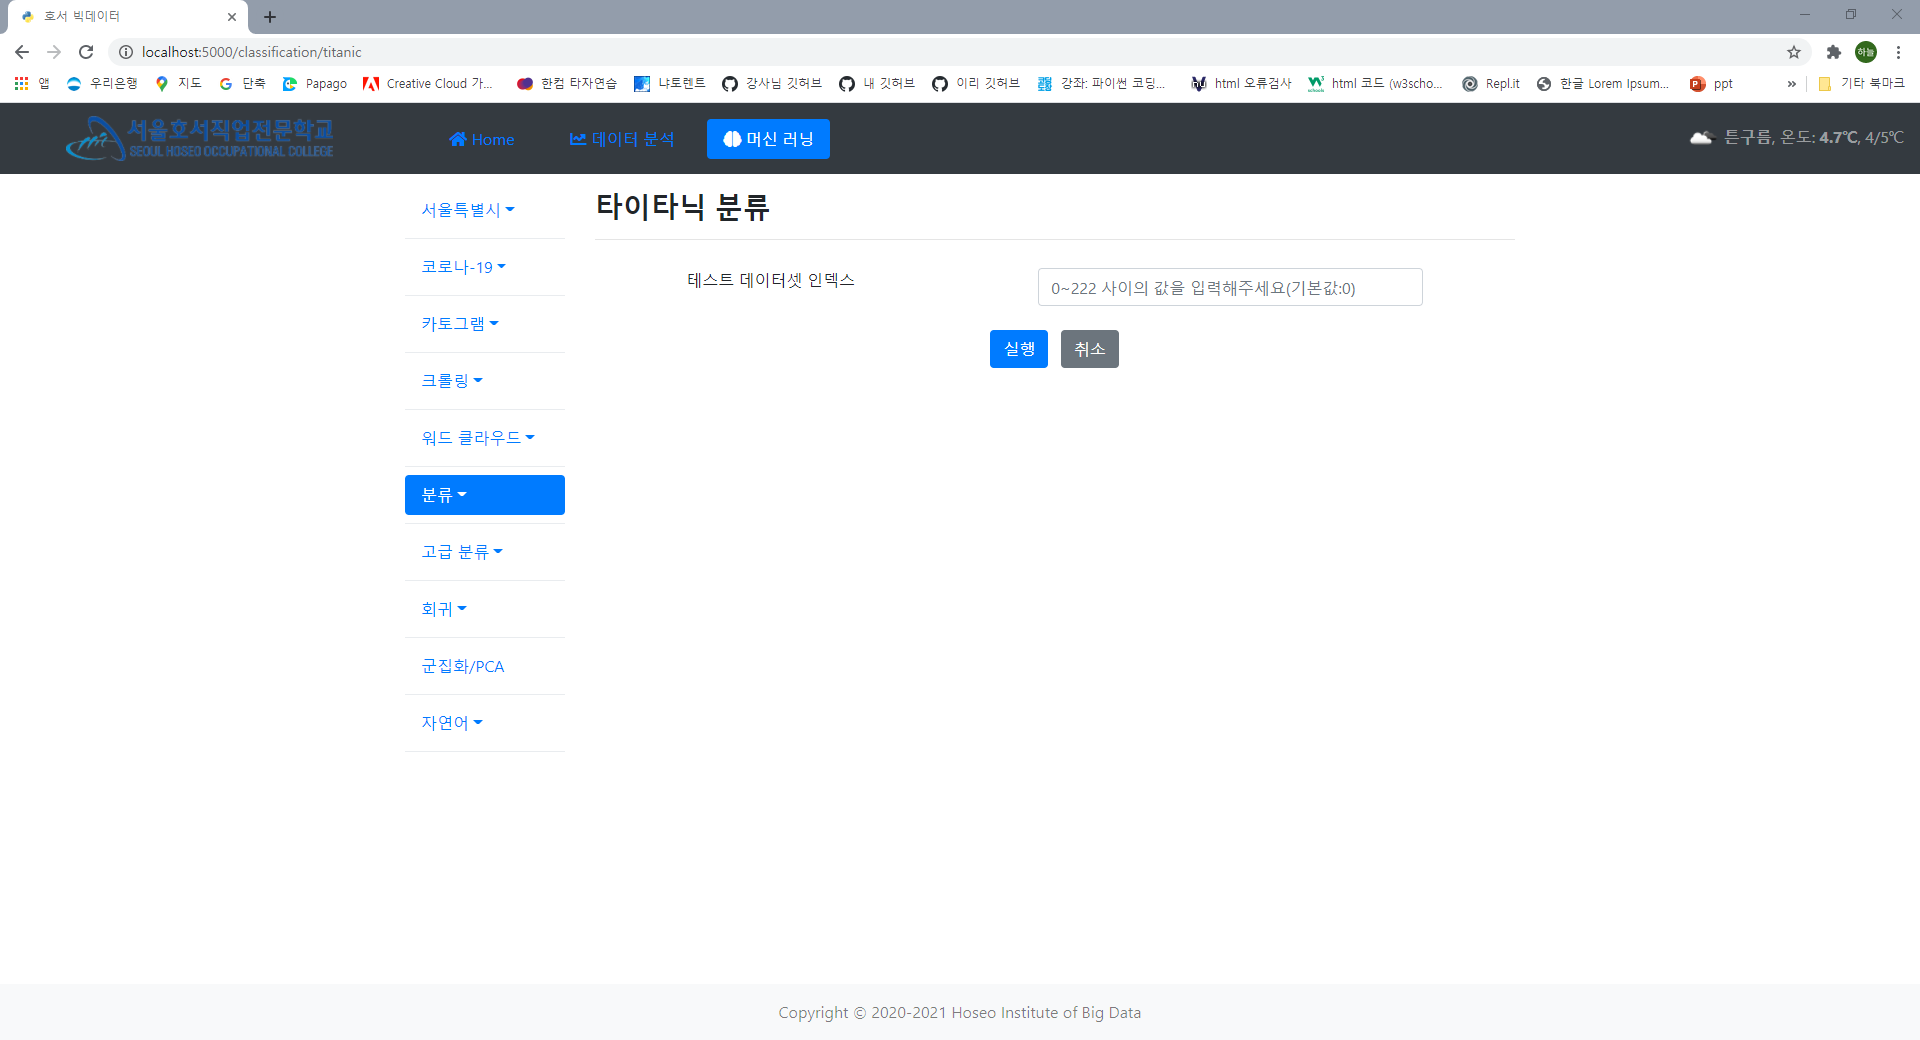 호서 빅데이터
localhost:5000/classification/titanic
하늘
앱 우리은행 지도 단축 Papago Creative Cloud 가... 한컴 타자연습 냐토렌트 강사님 깃허브 내 깃허브 이리 깃허브 강좌: 파이썬 코딩... html 오류검사 html 코드 (w3scho... Repl.it 한글 Lorem Ipsum... ppt » 기타 북마크
서울호서직업전문학교
SEOUL HOSEO OCCUPATIONAL COLLEGE
Home 데이터 분석 머신 러닝
튼구름, 온도: 4.7℃, 4/5℃
서울특별시
코로나-19
카토그램
크롤링
워드 클라우드
분류
고급 분류
회귀
군집화/PCA
자연어
타이타닉 분류
테스트 데이터셋 인덱스
0~222 사이의 값을 입력해주세요(기본값:0)
실행 취소
Copyright © 2020-2021 Hoseo Institute of Big Data